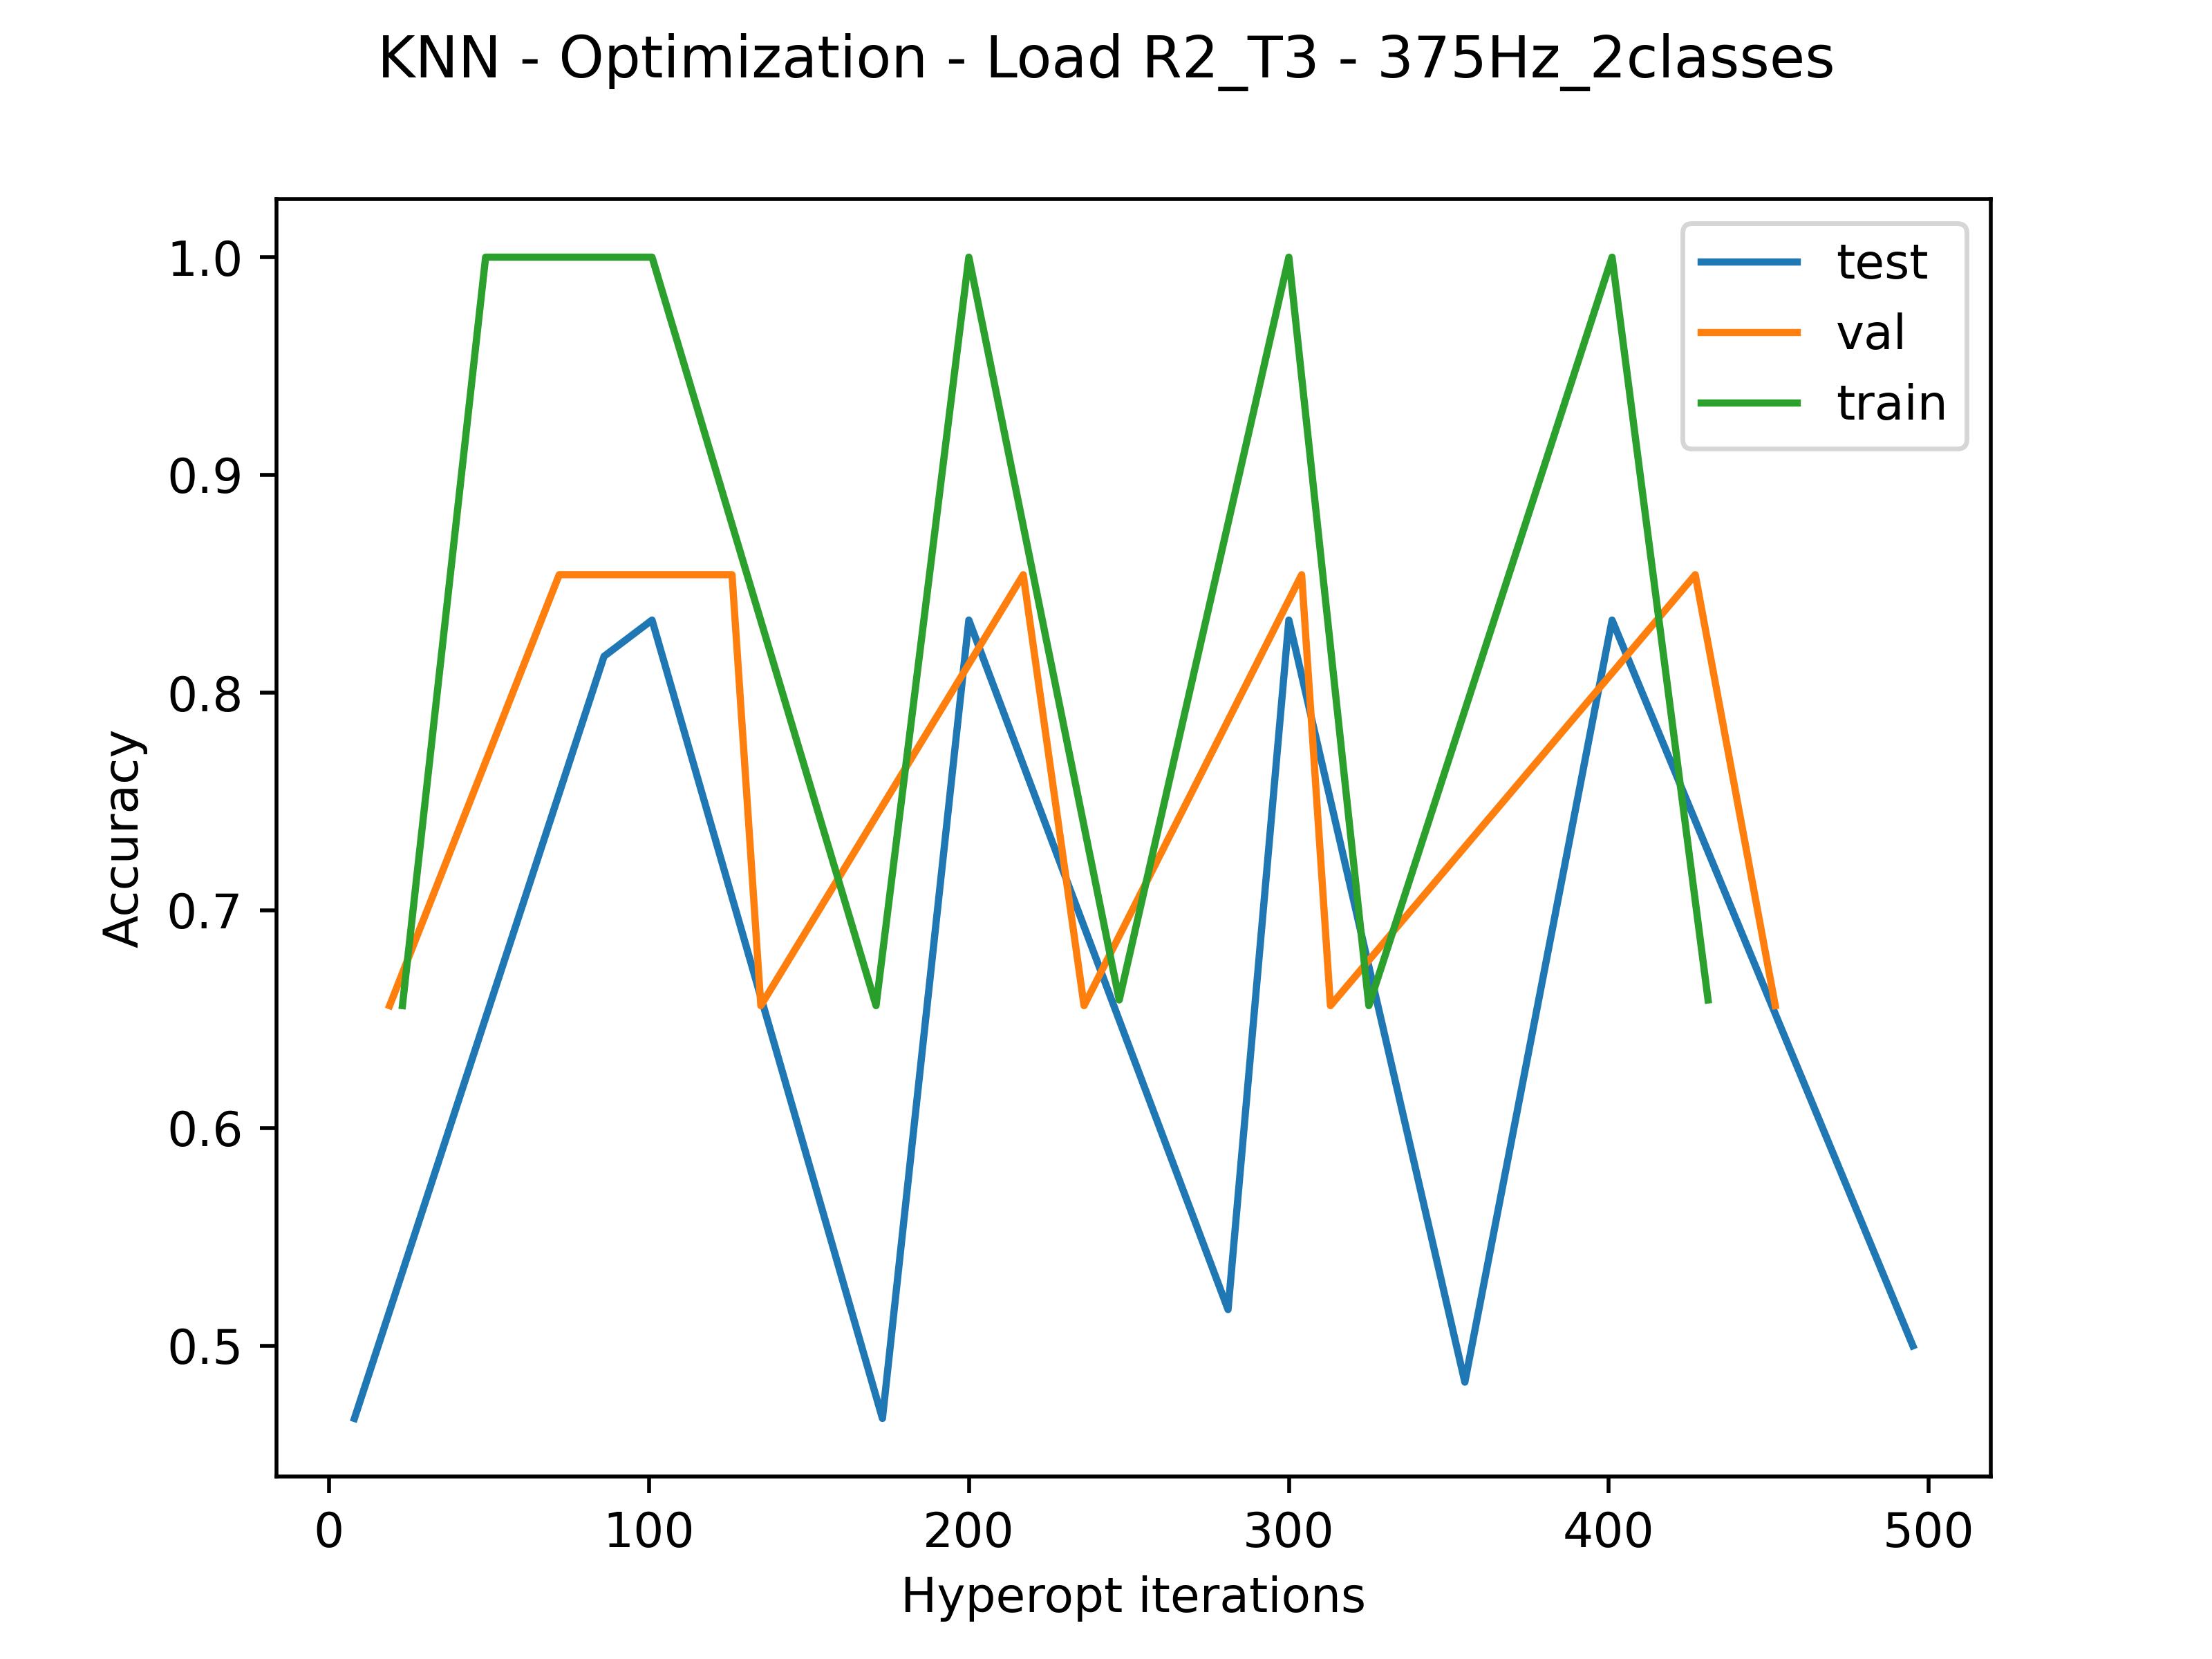 KNN - Optimization - Load R2_T3 - 375Hz_2classes
test
val
train
1.0
0.9
0.8
0.7
0.6
0.5
Accuracy
0 100 200 300 400 500
Hyperopt iterations